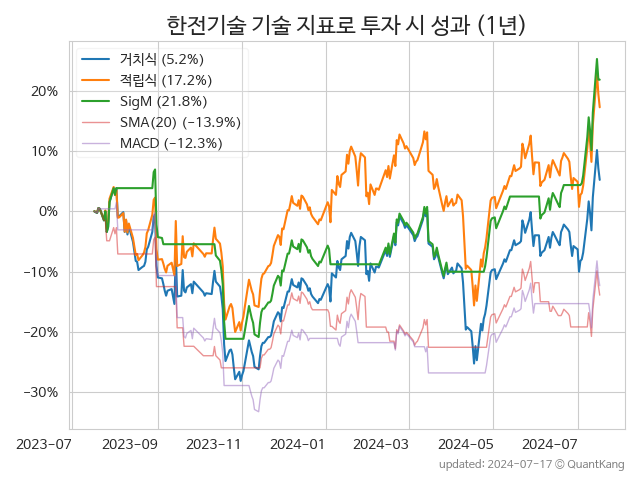 한전기술 기술 지표로 투자 시 성과 (1년)
거치식 (5.2%)
적립식 (17.2%)
SigM (21.8%)
SMA(20) (−13.9%)
MACD (−12.3%)
20%
10%
0%
−10%
−20%
−30%
2023-07 2023-09 2023-11 2024-01 2024-03 2024-05 2024-07
updated: 2024-07-17 © QuantKang